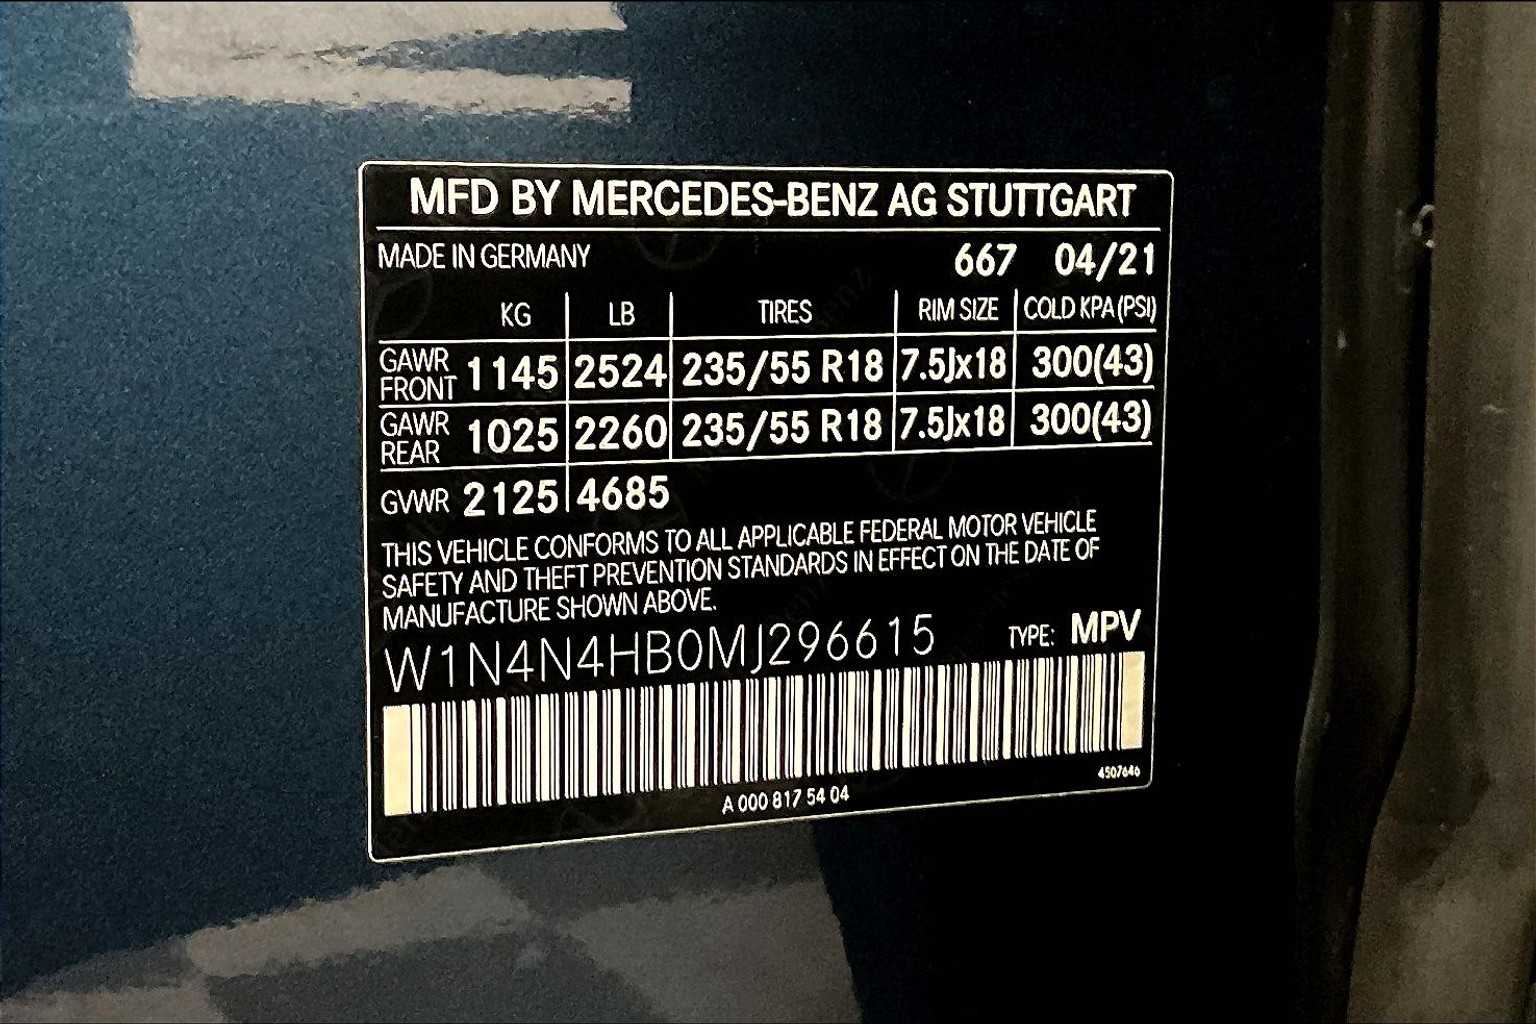 MFD BY MERCEDES-BENZ AG STUTTGART
MADE IN GERMANY 667 04/21
KG LB TIRES RIM SIZE COLD KPA (PSI)
GAWR FRONT 1145 2524 235/55 R18 7.5Jx18 300(43)
GAWR REAR 1025 2260 235/55 R18 7.5Jx18 300(43)
GVWR 2125 4685
THIS VEHICLE CONFORMS TO ALL APPLICABLE FEDERAL MOTOR VEHICLE
SAFETY AND THEFT PREVENTION STANDARDS IN EFFECT ON THE DATE OF
MANUFACTURE SHOWN ABOVE.
W1N4N4HB0MJ296615 TYPE: MPV
4507646
A 000 817 54 04